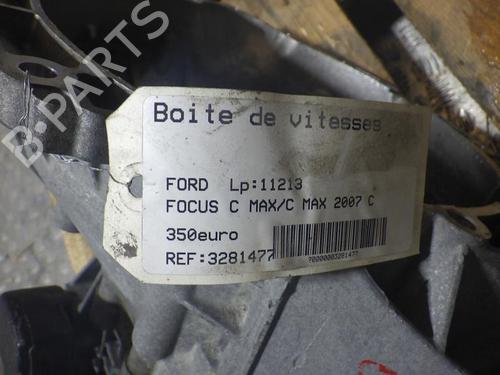 B-PARTS
Boite de vitesses
FORD Lp:11213
FOCUS C MAX/C MAX 2007 C
350euro
REF:3281477